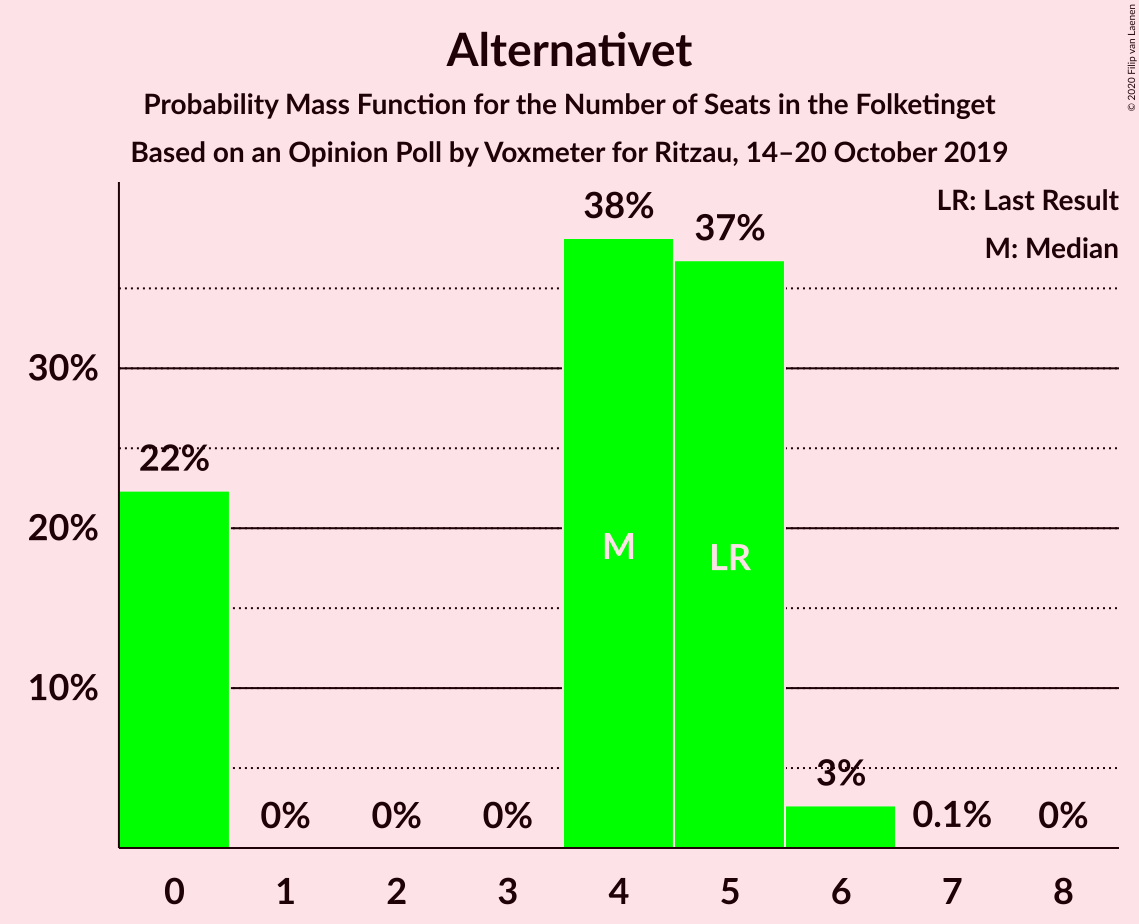 Alternativet
Probability Mass Function for the Number of Seats in the Folketinget
Based on an Opinion Poll by Voxmeter for Ritzau, 14–20 October 2019
© 2020 Filip van Laenen
LR: Last Result
M: Median
38%
37%
30%
22%
20%
M
LR
10%
3%
0%
0%
0%
0.1%
0%
0 1 2 3 4 5 6 7 8